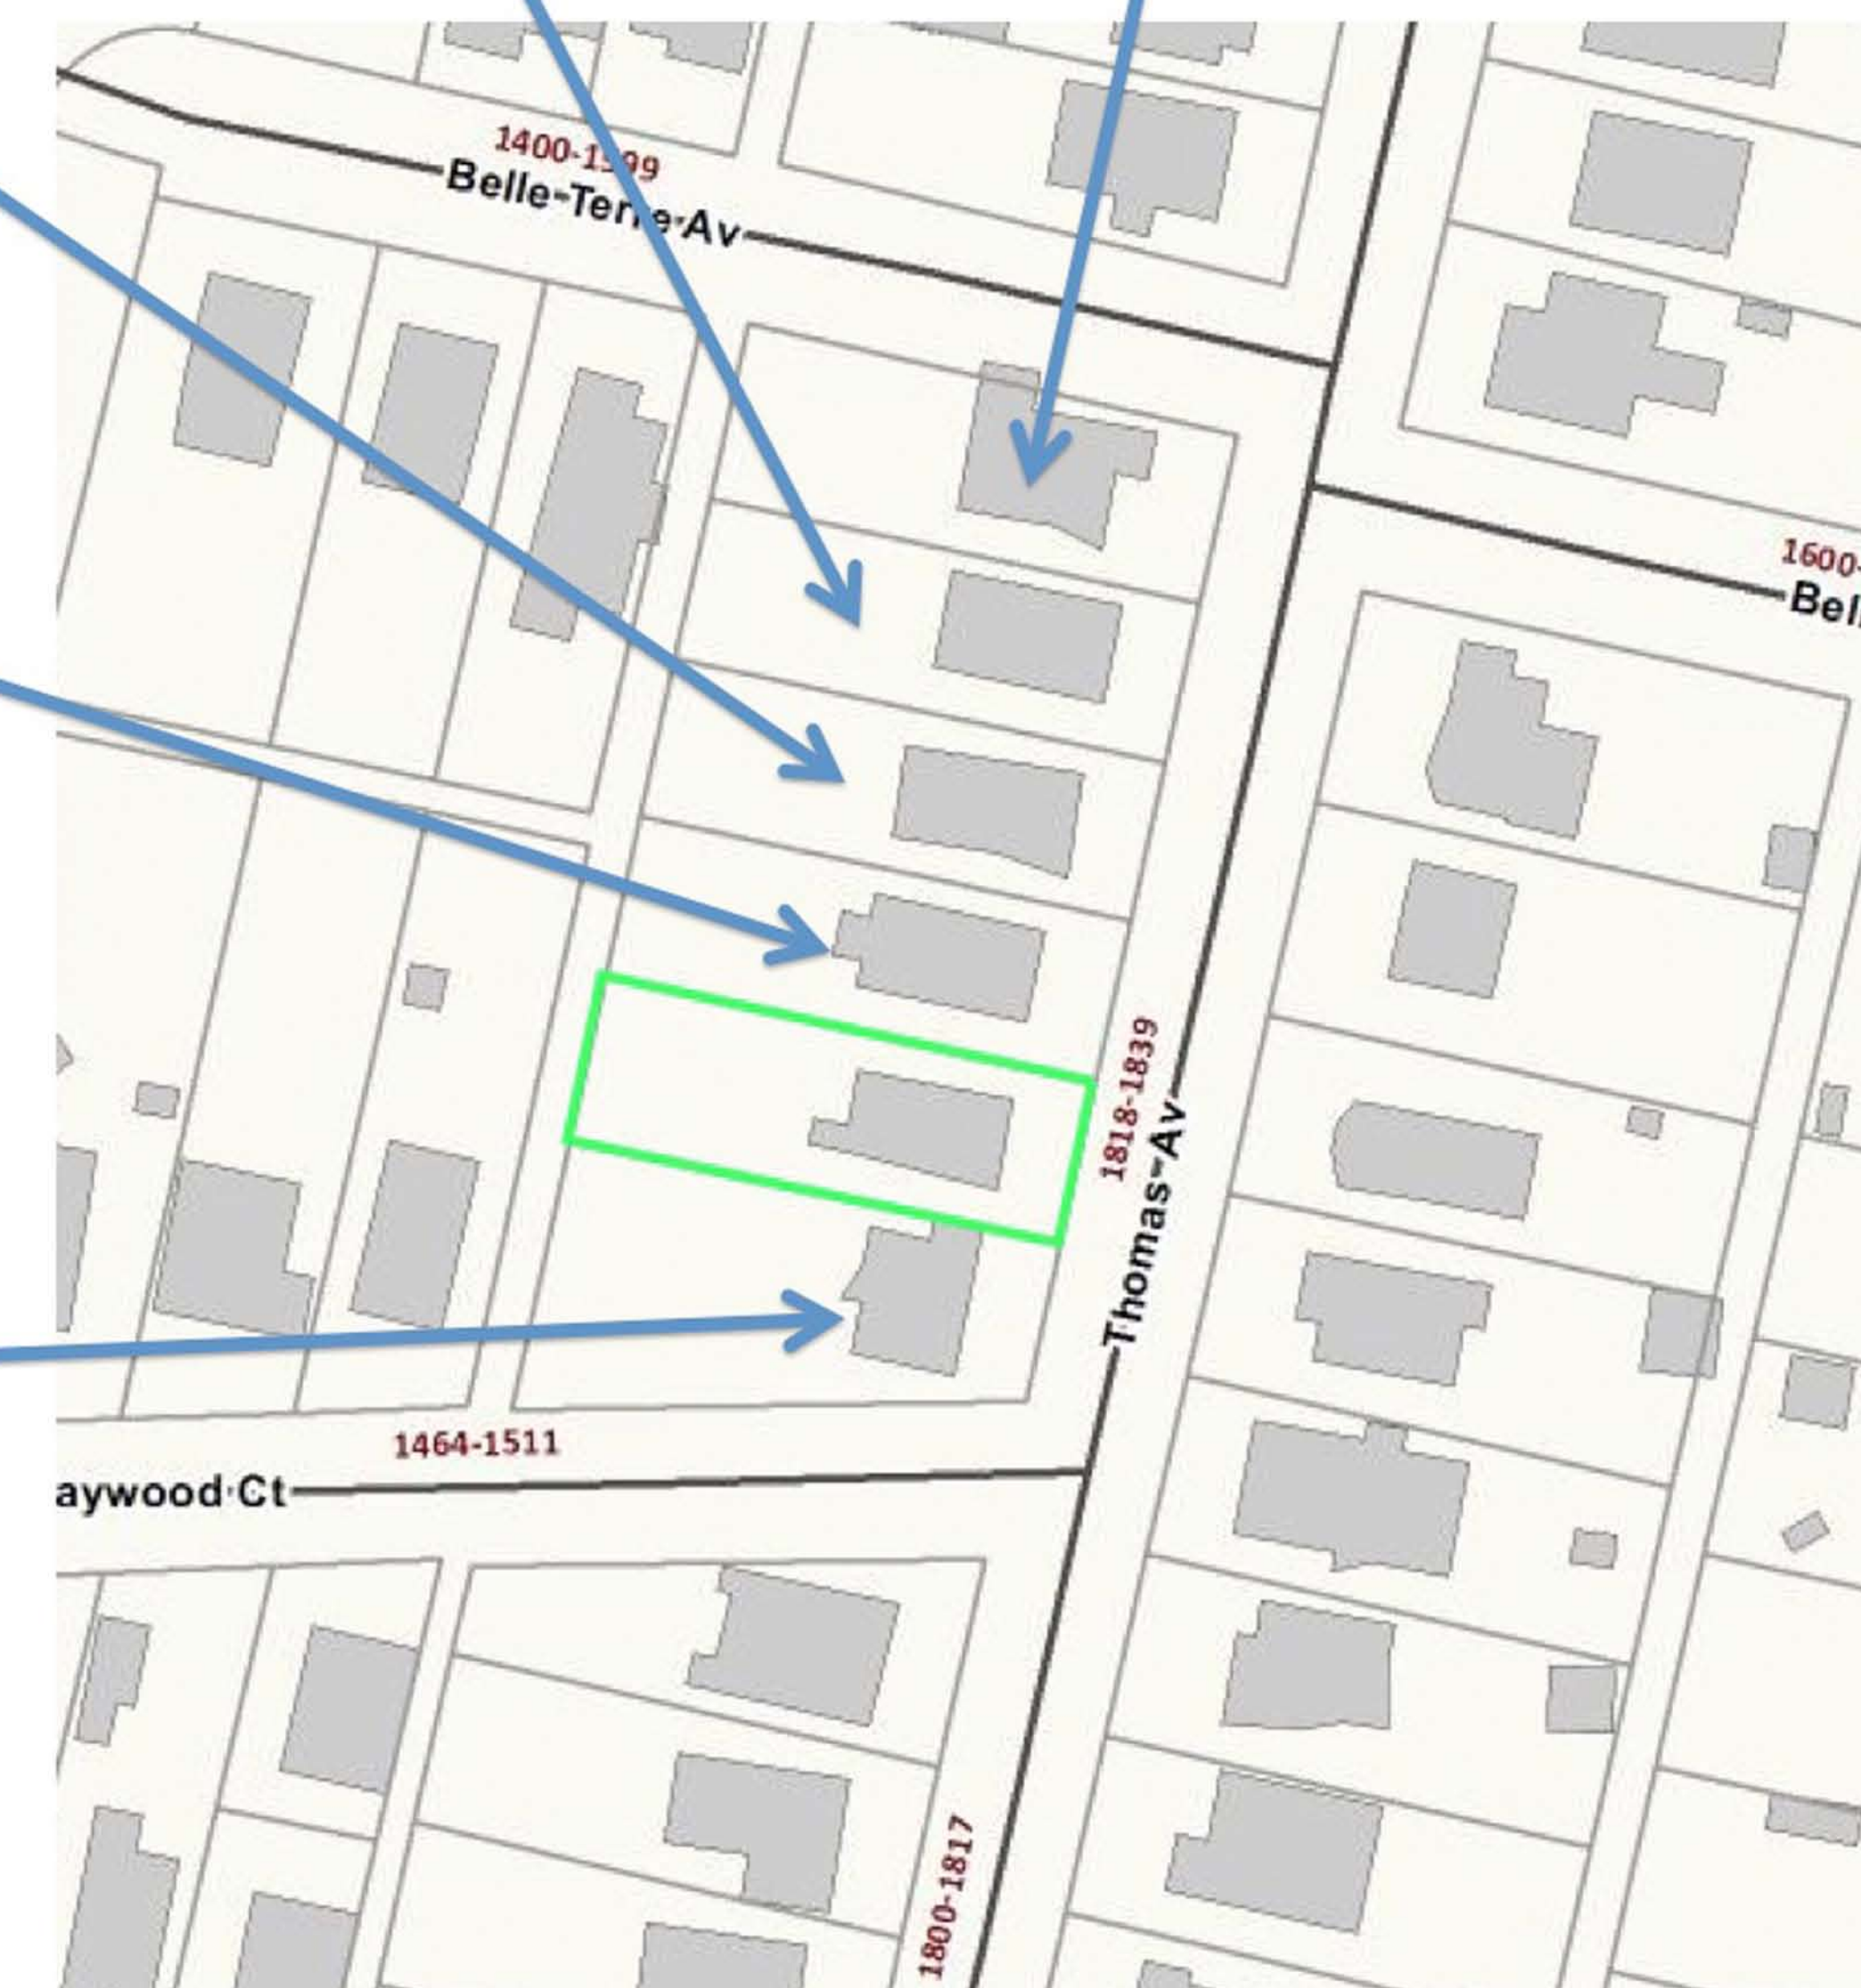 1400-1599
Belle-Terre Av
1600-
Bel
1818-1839
Thomas Av
1464-1511
aywood Ct
1800-1817